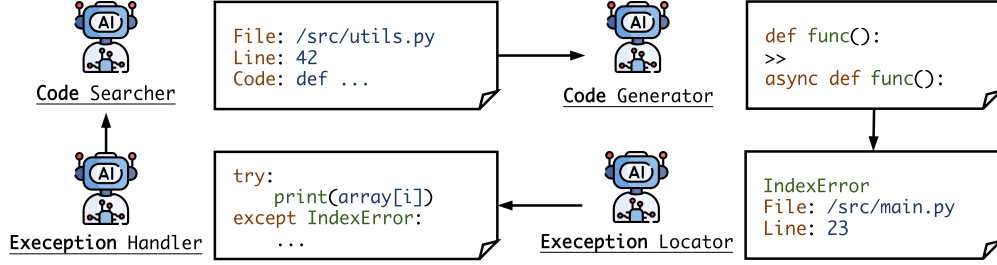 AI
Code Searcher
File: /src/utils.py
Line: 42
Code: def ...
AI
Code Generator
def func():
>>
async def func():
AI
Exeception Handler
try:
    print(array[i])
except IndexError:
    ...
AI
Exeception Locator
IndexError
File: /src/main.py
Line: 23